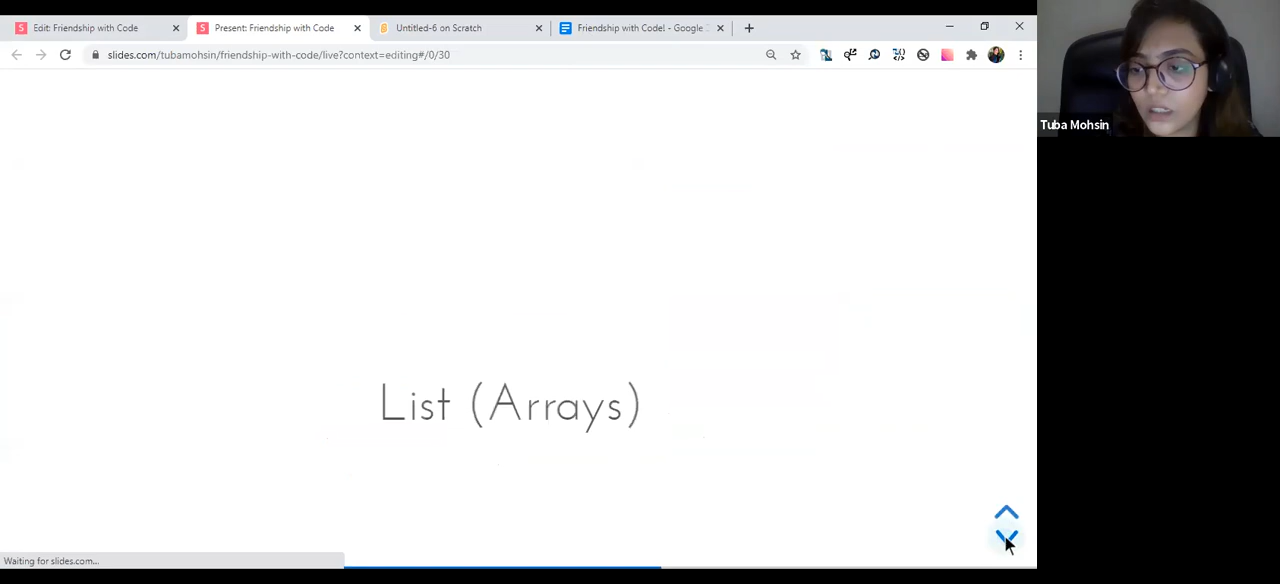 Edit: Friendship with Code
Present: Friendship with Code
Untitled-6 on Scratch
Friendship with Code! - Google
slides.com/tubamohsin/friendship-with-code/live?context=editing#/0/30
Tuba Mohsin
List (Arrays)
Waiting for slides.com...